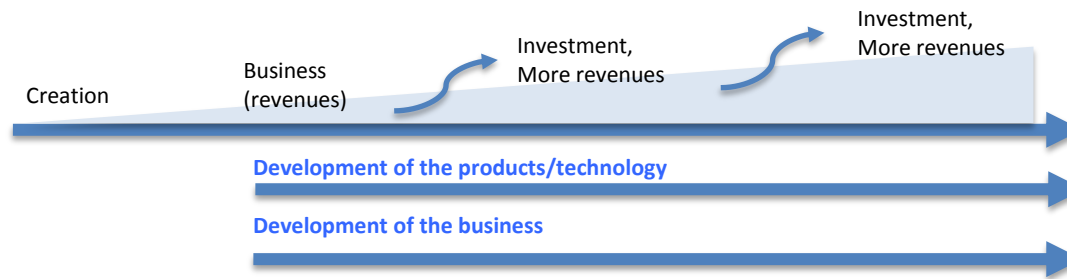 Creation
Business
(revenues)
Investment,
More revenues
Investment,
More revenues
Development of the products/technology
Development of the business